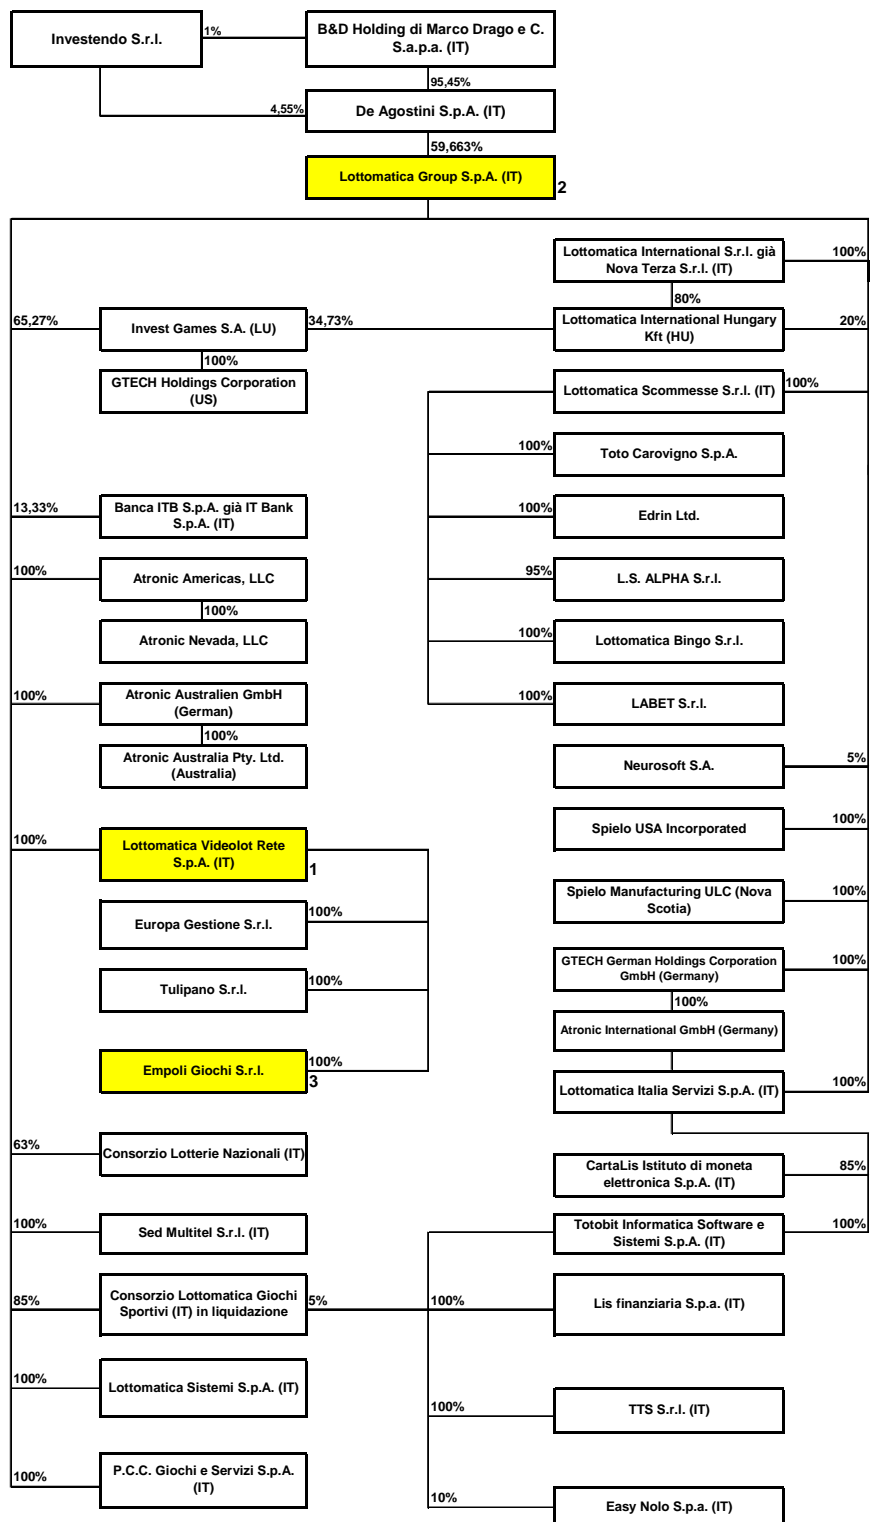 Investendo S.r.l.
1%
B&D Holding di Marco Drago e C.
S.a.p.a. (IT)
95,45%
4,55%
De Agostini S.p.A. (IT)
59,663%
Lottomatica Group S.p.A. (IT)
2
Lottomatica International S.r.l. già
Nova Terza S.r.l. (IT)
100%
80%
65,27%
Invest Games S.A. (LU)
34,73%
Lottomatica International Hungary
Kft (HU)
20%
100%
GTECH Holdings Corporation
(US)
Lottomatica Scommesse S.r.l. (IT)
100%
100%
Toto Carovigno S.p.A.
13,33%
Banca ITB S.p.A. già IT Bank
S.p.A. (IT)
100%
Edrin Ltd.
100%
Atronic Americas, LLC
95%
L.S. ALPHA S.r.l.
100%
Atronic Nevada, LLC
100%
Lottomatica Bingo S.r.l.
100%
Atronic Australien GmbH
(German)
100%
LABET S.r.l.
100%
Atronic Australia Pty. Ltd.
(Australia)
Neurosoft S.A.
5%
Spielo USA Incorporated
100%
100%
Lottomatica Videolot Rete
S.p.A. (IT)
1
Spielo Manufacturing ULC (Nova
Scotia)
100%
Europa Gestione S.r.l.
100%
GTECH German Holdings Corporation
GmbH (Germany)
100%
Tulipano S.r.l.
100%
100%
Atronic International GmbH (Germany)
Empoli Giochi S.r.l.
100%
3
Lottomatica Italia Servizi S.p.A. (IT)
100%
63%
Consorzio Lotterie Nazionali (IT)
CartaLis Istituto di moneta
elettronica S.p.A. (IT)
85%
100%
Sed Multitel S.r.l. (IT)
Totobit Informatica Software e
Sistemi S.p.A. (IT)
100%
85%
Consorzio Lottomatica Giochi
Sportivi (IT) in liquidazione
5%
100%
Lis finanziaria S.p.a. (IT)
100%
Lottomatica Sistemi S.p.A. (IT)
100%
TTS S.r.l. (IT)
100%
P.C.C. Giochi e Servizi S.p.A.
(IT)
10%
Easy Nolo S.p.a. (IT)